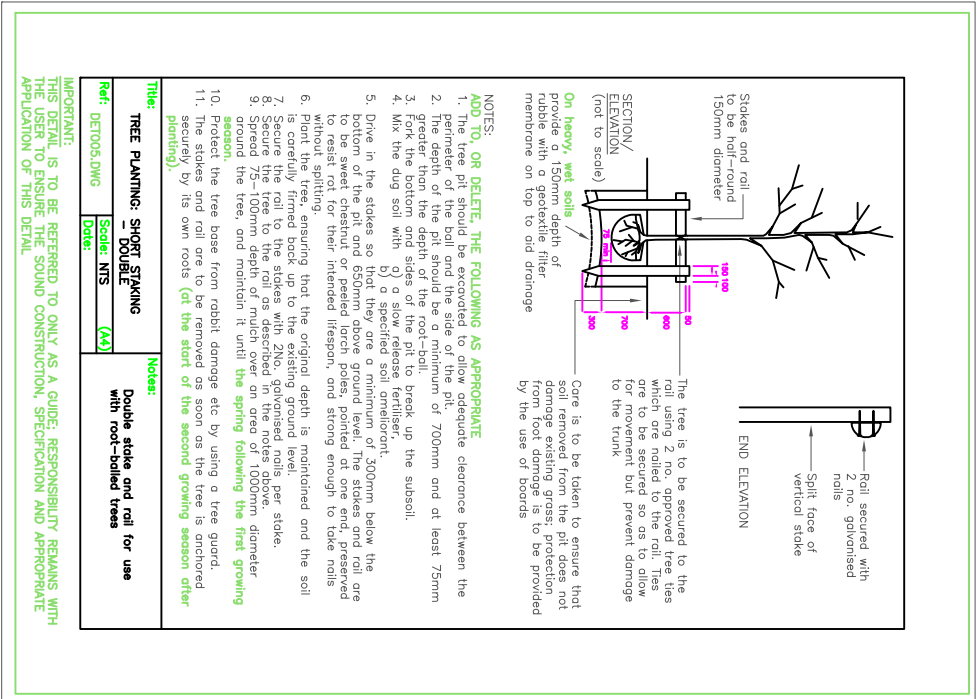 Stakes and rail
to be half-round
150mm diameter
SECTION/
ELEVATION
(not to scale)
On heavy, wet soils
provide a 150mm depth of
rubble with a geotextile filter
membrane on top to aid drainage
75 min
150 100
50
600
700
300
Rail secured with
2 no. galvanised
nails
Split face of
vertical stake
END ELEVATION
The tree is to be secured to the
rail using 2 no. approved tree ties
which are nailed to the rail. Ties
are to be secured so as to allow
for movement but prevent damage
to the trunk
Care is to be taken to ensure that
soil removed from the pit does not
damage existing grass; protection
from foot damage is to be provided
by the use of boards
NOTES:
ADD TO, OR DELETE, THE FOLLOWING AS APPROPRIATE
1. The tree pit should be excavated to allow adequate clearance between the
perimeter of the ball and the side of the pit.
2. The depth of the pit should be a minimum of 700mm and at least 75mm
greater than the depth of the root-ball.
3. Fork the bottom and sides of the pit to break up the subsoil.
4. Mix the dug soil with a) a slow release fertiliser,
b) a specified soil ameliorant.
5. Drive in the stakes so that they are a minimum of 300mm below the
bottom of the pit and 650mm above ground level. The stakes and rail are
to be sweet chestnut or peeled larch poles, pointed at one end, preserved
to resist rot for their intended lifespan, and strong enough to take nails
without splitting.
6. Plant the tree, ensuring that the original depth is maintained and the soil
is carefully firmed back up to the existing ground level.
7. Secure the rail to the stakes with 2No. galvanised nails per stake.
8. Secure the tree to the rail as described in the notes above.
9. Spread 75-100mm depth of mulch over an area of 1000mm diameter
around the tree, and maintain it until the spring following the first growing
season.
10. Protect the tree base from rabbit damage etc by using a tree guard.
11. The stakes and rail are to be removed as soon as the tree is anchored
securely by its own roots (at the start of the second growing season after
planting).
Title:
TREE PLANTING: SHORT STAKING
- DOUBLE
Notes:
Double stake and rail for use
with root-balled trees
Ref: DET005.DWG
Scale: NTS (A4)
Date:
IMPORTANT:
THIS DETAIL IS TO BE REFERRED TO ONLY AS A GUIDE; RESPONSIBILITY REMAINS WITH
THE USER TO ENSURE THE SOUND CONSTRUCTION, SPECIFICATION AND APPROPRIATE
APPLICATION OF THIS DETAIL